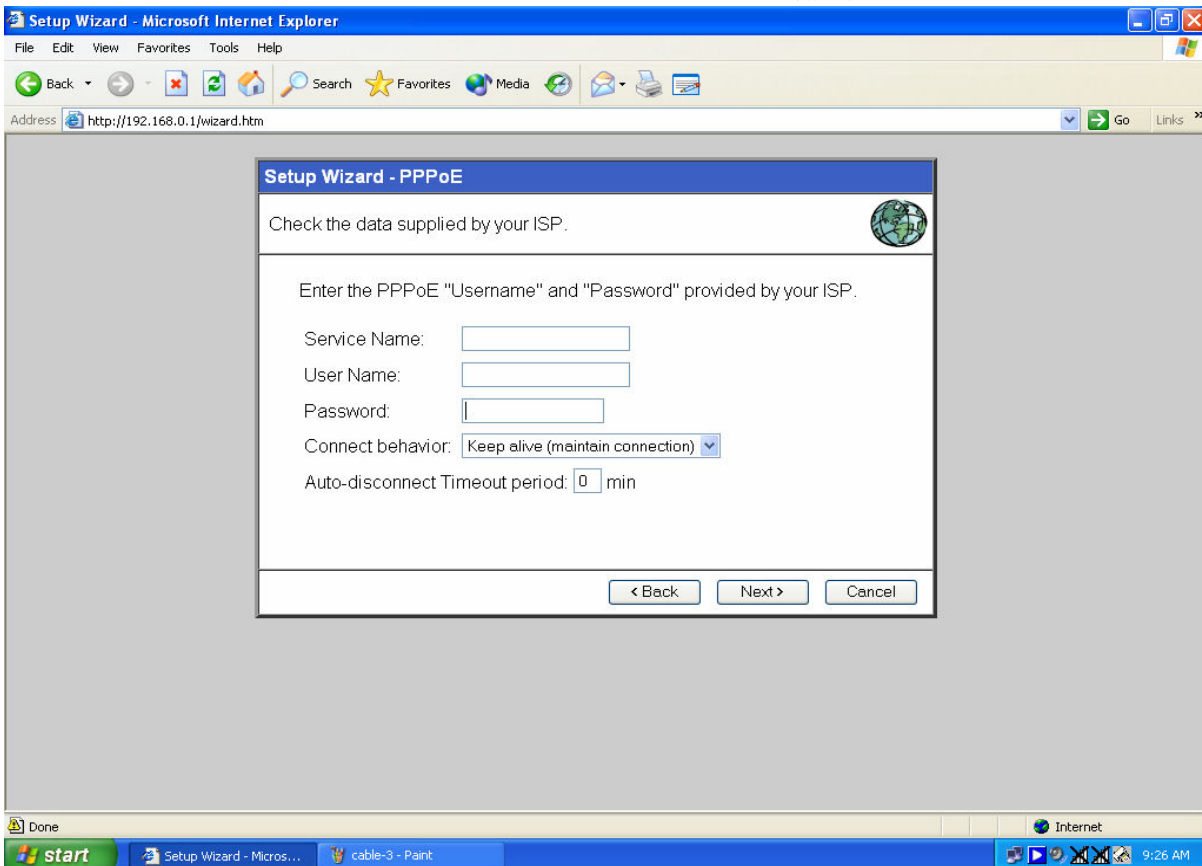 Setup Wizard - Microsoft Internet Explorer
File Edit View Favorites Tools Help
Back Search Favorites Media
Address http://192.168.0.1/wizard.htm Go Links »
Setup Wizard - PPPoE
Check the data supplied by your ISP.
Enter the PPPoE "Username" and "Password" provided by your ISP.
Service Name:
User Name:
Password:
Connect behavior: Keep alive (maintain connection)
Auto-disconnect Timeout period: 0 min
< Back Next > Cancel
Done Internet
start Setup Wizard - Micros... cable-3 - Paint 9:26 AM